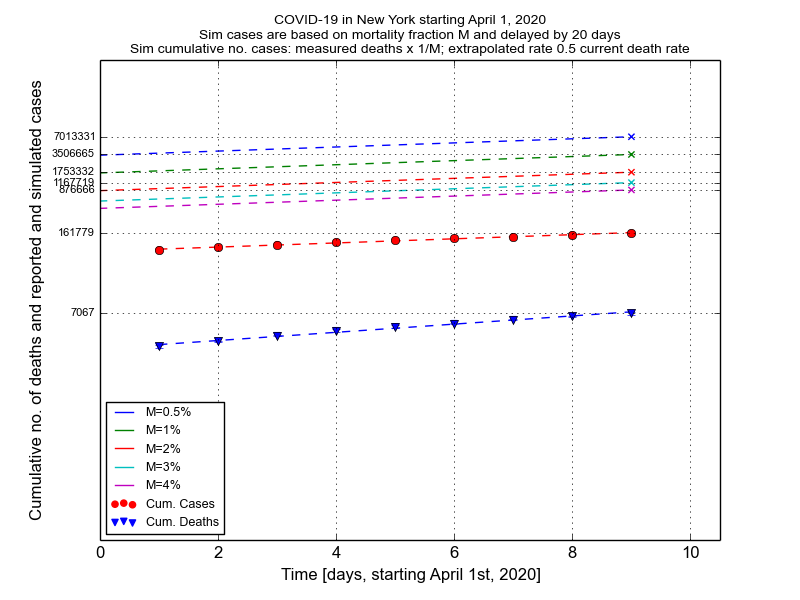 COVID-19 in New York starting April 1, 2020
Sim cases are based on mortality fraction M and delayed by 20 days
Sim cumulative no. cases: measured deaths x 1/M; extrapolated rate 0.5 current death rate
Cumulative no. of deaths and reported and simulated cases
7013331
3506665
1753332
1167719
876666
161779
7067
M=0.5%
M=1%
M=2%
M=3%
M=4%
Cum. Cases
Cum. Deaths
0 2 4 6 8 10
Time [days, starting April 1st, 2020]